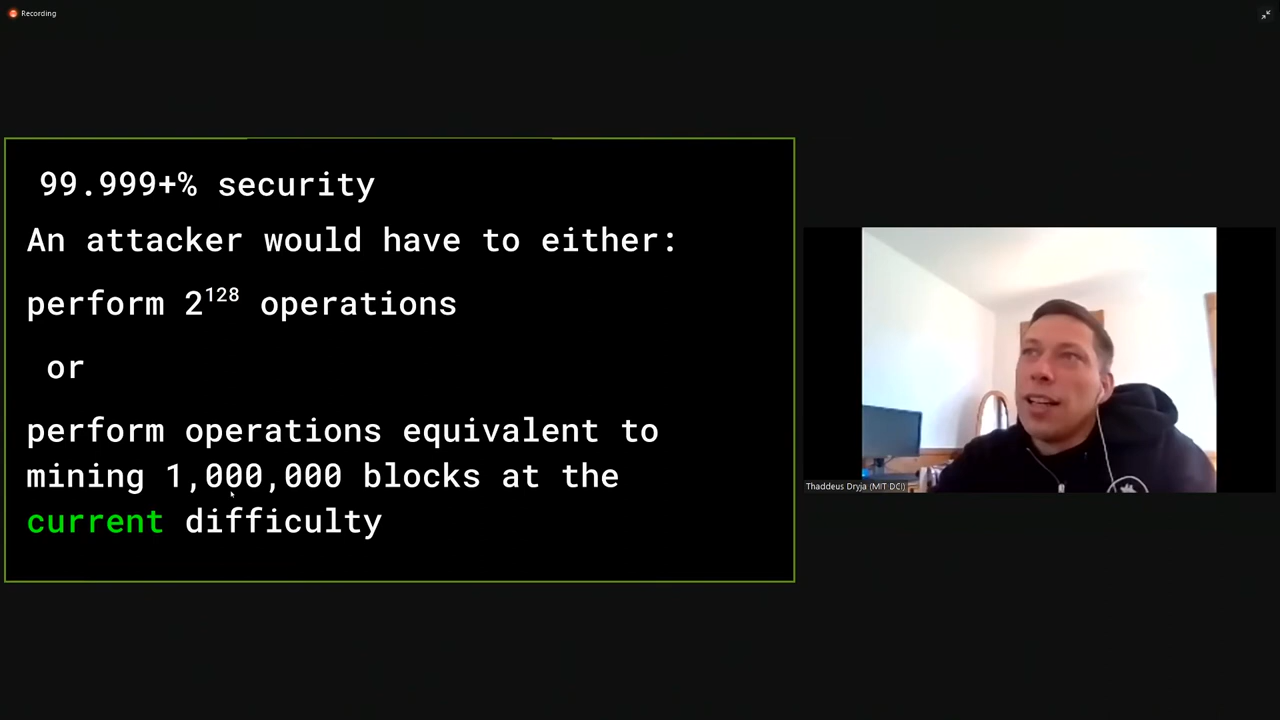 Recording
99.999+% security
An attacker would have to either:
perform 2¹²⁸ operations
or
perform operations equivalent to
mining 1,000,000 blocks at the
current difficulty
Thaddeus Dryja (MIT DCI)